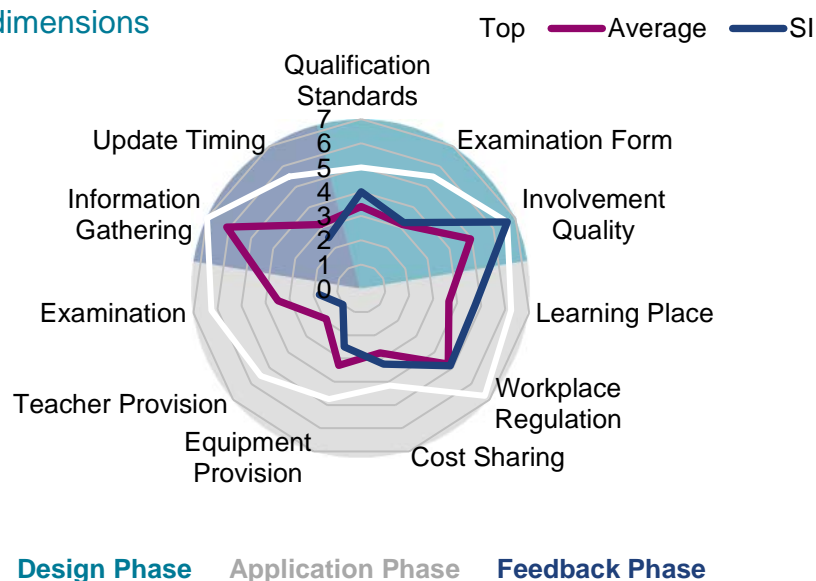 dimensions
Top Average SI
Qualification
Standards
Update Timing
Examination Form
Information
Gathering
Involvement
Quality
7
6
5
4
3
2
1
0
Examination
Learning Place
Teacher Provision
Workplace
Regulation
Equipment
Provision
Cost Sharing
Design Phase Application Phase Feedback Phase